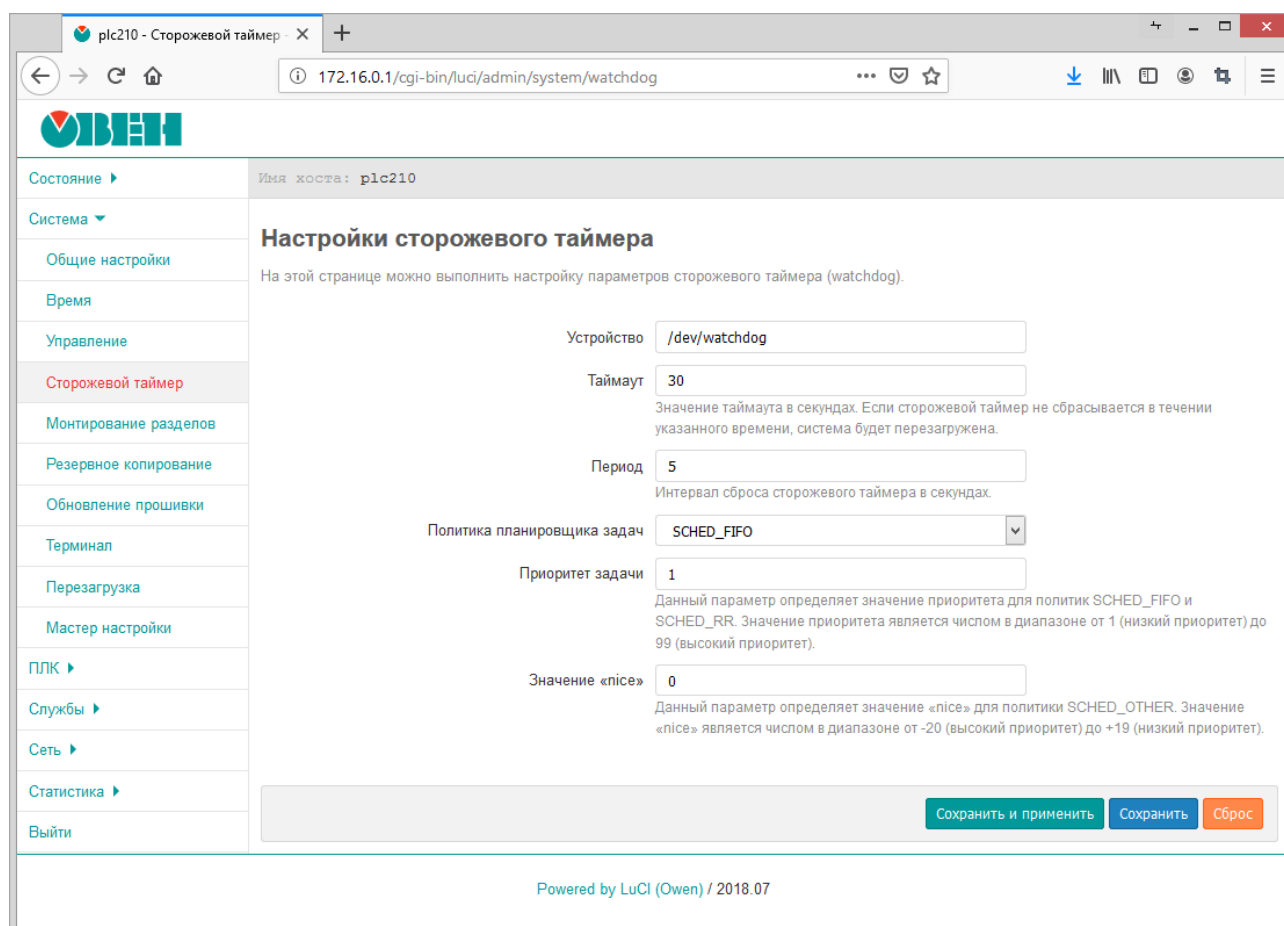 plc210 - Сторожевой таймер -
172.16.0.1/cgi-bin/luci/admin/system/watchdog
ОВЕН
Состояние
Имя хоста: plc210
Система
Общие настройки
Время
Управление
Сторожевой таймер
Монтирование разделов
Резервное копирование
Обновление прошивки
Терминал
Перезагрузка
Мастер настройки
ПЛК
Службы
Сеть
Статистика
Выйти
Настройки сторожевого таймера
На этой странице можно выполнить настройку параметров сторожевого таймера (watchdog).
Устройство /dev/watchdog
Таймаут 30
Значение таймаута в секундах. Если сторожевой таймер не сбрасывается в течении
указанного времени, система будет перезагружена.
Период 5
Интервал сброса сторожевого таймера в секундах.
Политика планировщика задач SCHED_FIFO
Приоритет задачи 1
Данный параметр определяет значение приоритета для политик SCHED_FIFO и
SCHED_RR. Значение приоритета является числом в диапазоне от 1 (низкий приоритет) до
99 (высокий приоритет).
Значение «nice» 0
Данный параметр определяет значение «nice» для политики SCHED_OTHER. Значение
«nice» является числом в диапазоне от -20 (высокий приоритет) до +19 (низкий приоритет).
Сохранить и применить Сохранить Сброс
Powered by LuCI (Owen) / 2018.07